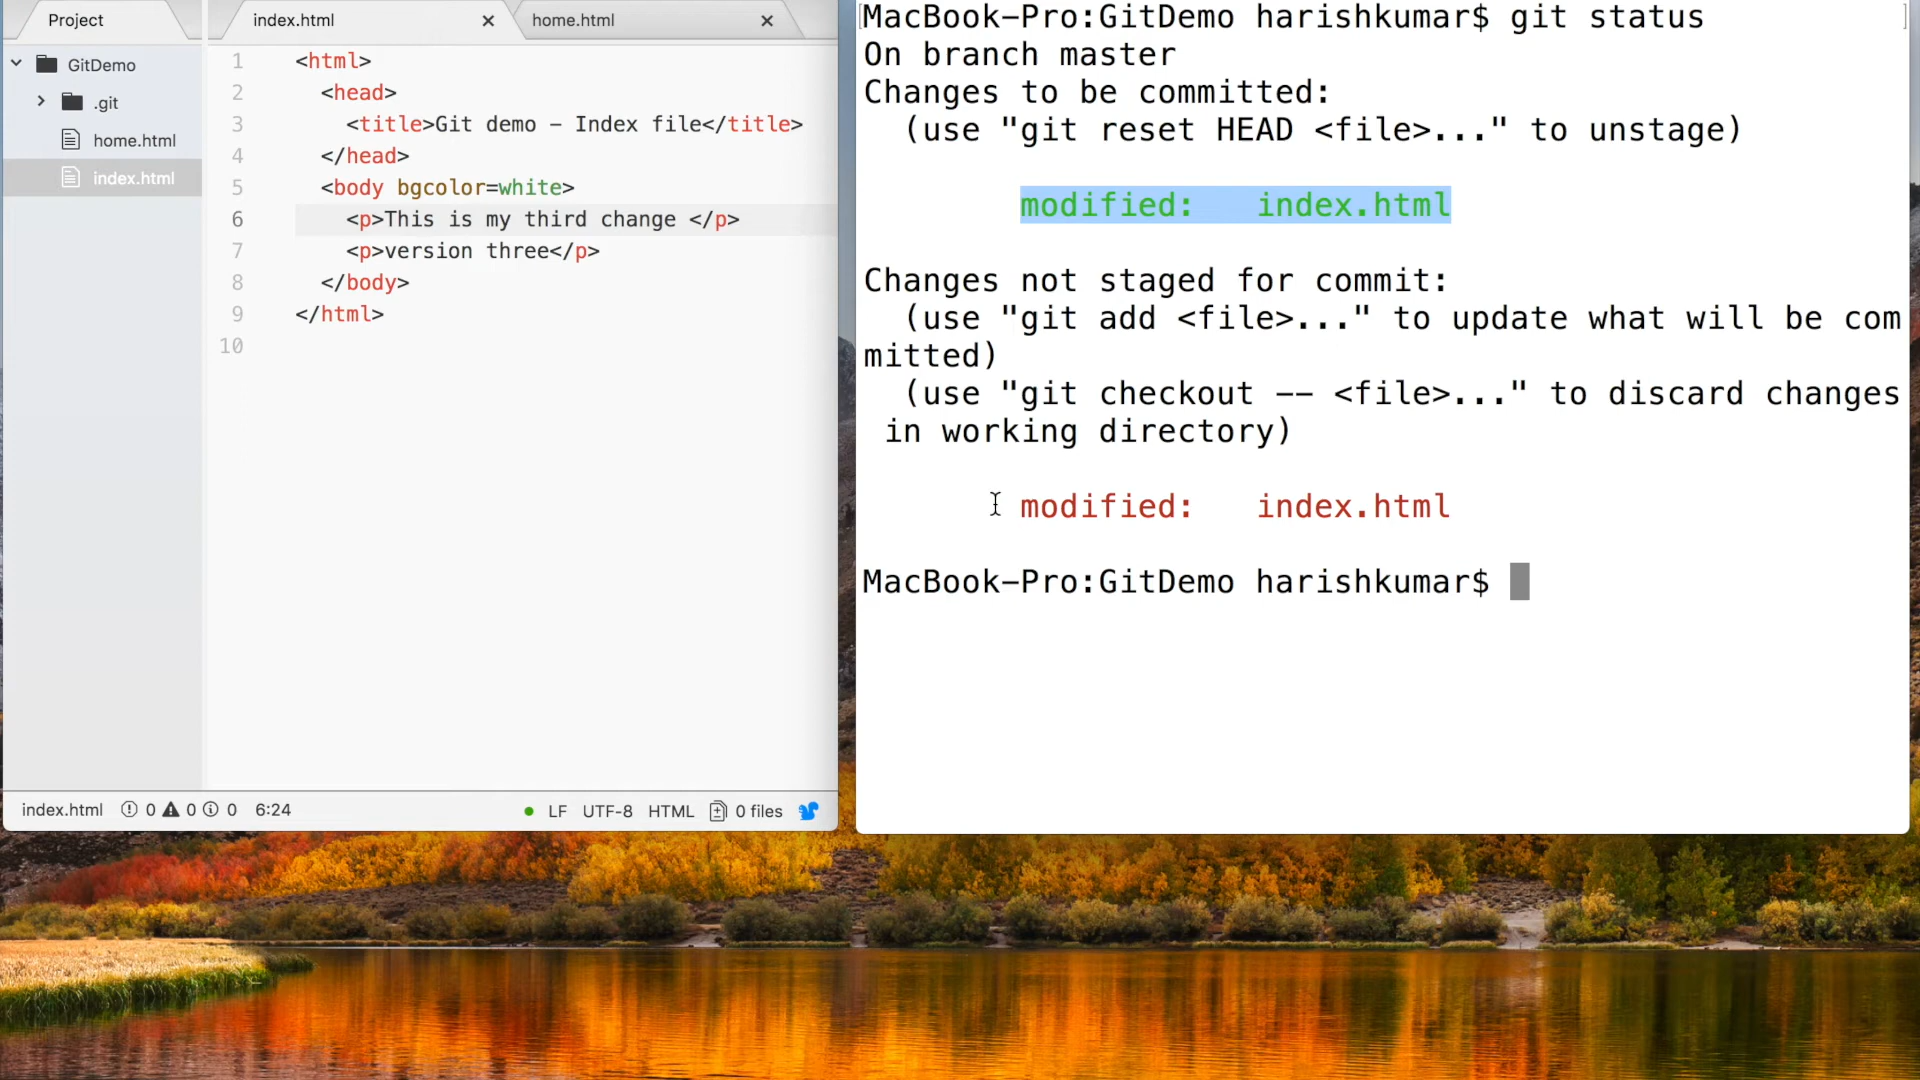 Project
GitDemo
.git
home.html
index.html
index.html
home.html
1 <html>
2 <head>
3 <title>Git demo - Index file</title>
4 </head>
5 <body bgcolor=white>
6 <p>This is my third change </p>
7 <p>version three</p>
8 </body>
9 </html>
10
index.html 0 0 0 6:24 LF UTF-8 HTML 0 files
MacBook-Pro:GitDemo harishkumar$ git status
On branch master
Changes to be committed:
(use "git reset HEAD <file>..." to unstage)
modified: index.html
Changes not staged for commit:
(use "git add <file>..." to update what will be com
mitted)
(use "git checkout -- <file>..." to discard changes
in working directory)
modified: index.html
MacBook-Pro:GitDemo harishkumar$